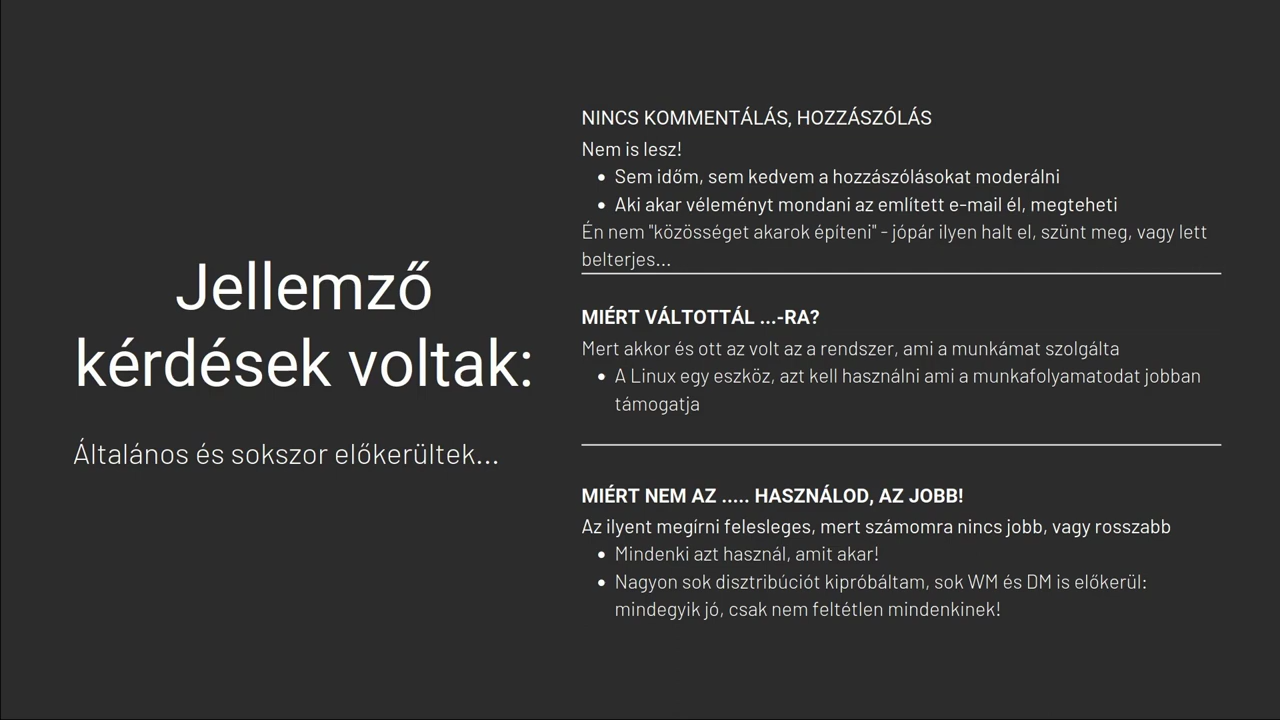 Jellemző
kérdések voltak:
Általános és sokszor előkerültek...
NINCS KOMMENTÁLÁS, HOZZÁSZÓLÁS
Nem is lesz!
• Sem időm, sem kedvem a hozzászólásokat moderálni
• Aki akar véleményt mondani az említett e-mail él, megteheti
Én nem "közösséget akarok építeni" - jópár ilyen halt el, szűnt meg, vagy lett
belterjes...
MIÉRT VÁLTOTTÁL ...-RA?
Mert akkor és ott az volt az a rendszer, ami a munkámat szolgálta
• A Linux egy eszköz, azt kell használni ami a munkafolyamatodat jobban
támogatja
MIÉRT NEM AZ ..... HASZNÁLOD, AZ JOBB!
Az ilyent megírni felesleges, mert számomra nincs jobb, vagy rosszabb
• Mindenki azt használ, amit akar!
• Nagyon sok disztribúciót kipróbáltam, sok WM és DM is előkerül:
mindegyik jó, csak nem feltétlen mindenkinek!